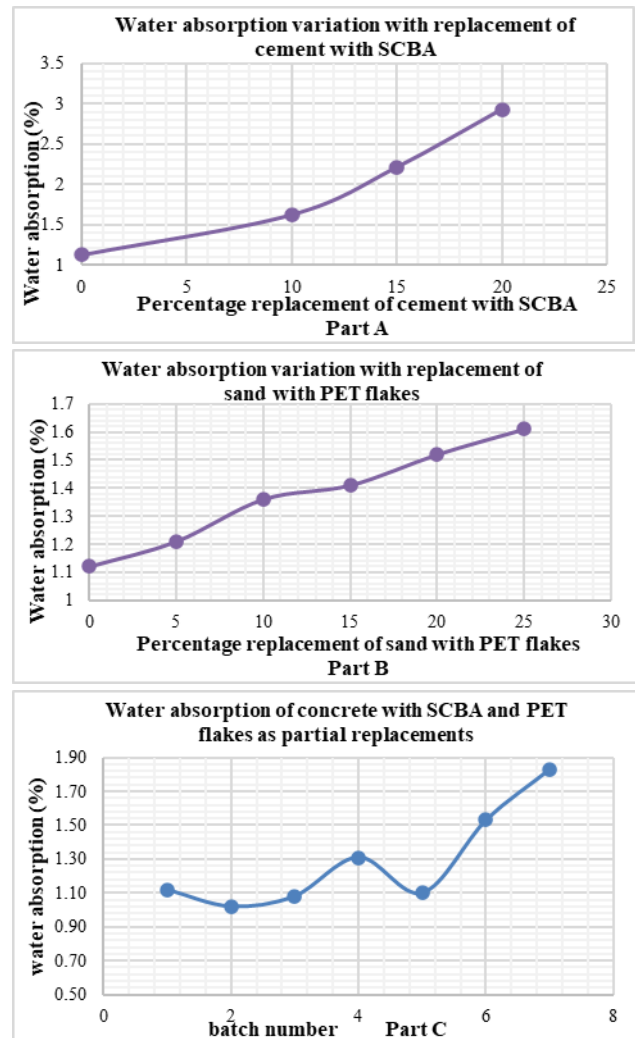 Water absorption variation with replacement of
cement with SCBA
3.5
3
2.5
2
1.5
1
Water absorption (%)
0 5 10 15 20 25
Percentage replacement of cement with SCBA
Part A
Water absorption variation with replacement of
sand with PET flakes
1.7
1.6
1.5
1.4
1.3
1.2
1.1
1
Water absorption (%)
0 5 10 15 20 25 30
Percentage replacement of sand with PET flakes
Part B
Water absorption of concrete with SCBA and PET
flakes as partial replacements
1.90
1.70
1.50
1.30
1.10
0.90
0.70
0.50
water absorption (%)
0 2 4 6 8
batch number Part C